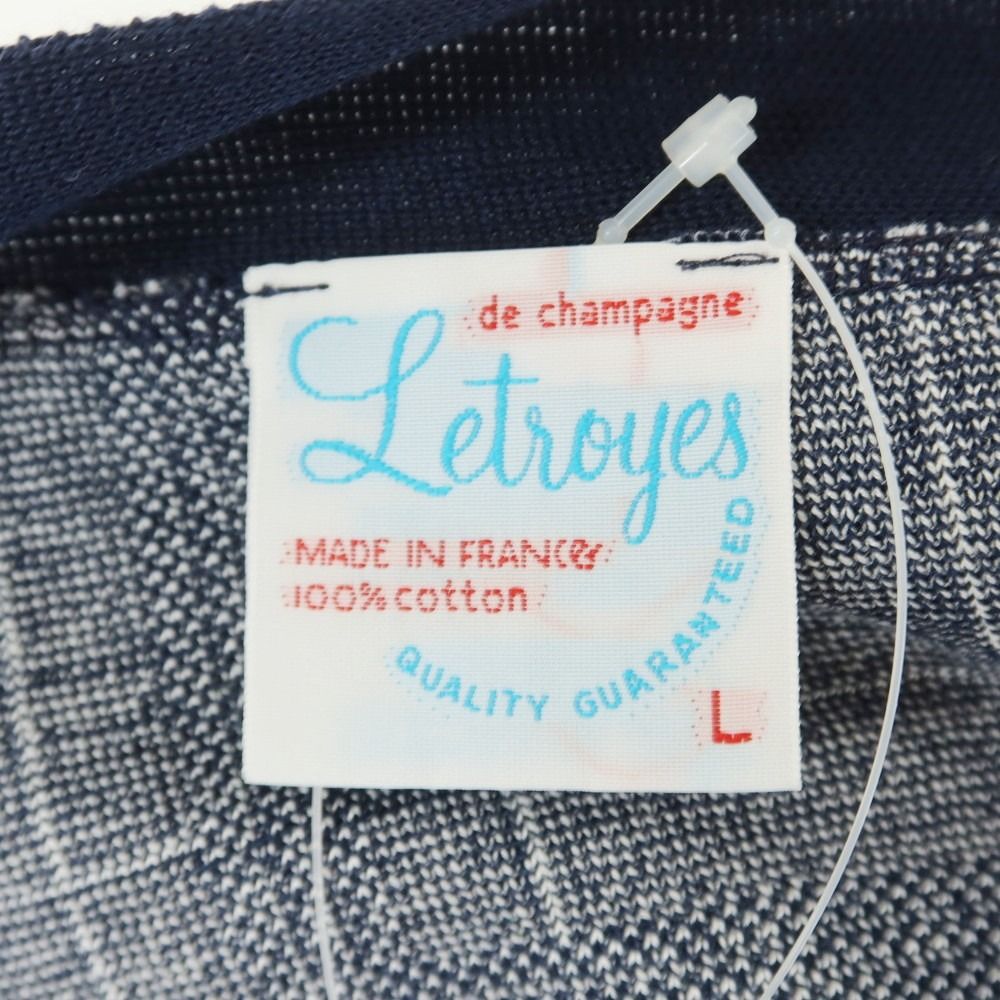 de champagne
Letroyes
MADE IN FRANCE
100% cotton
QUALITY GUARANTEED
L